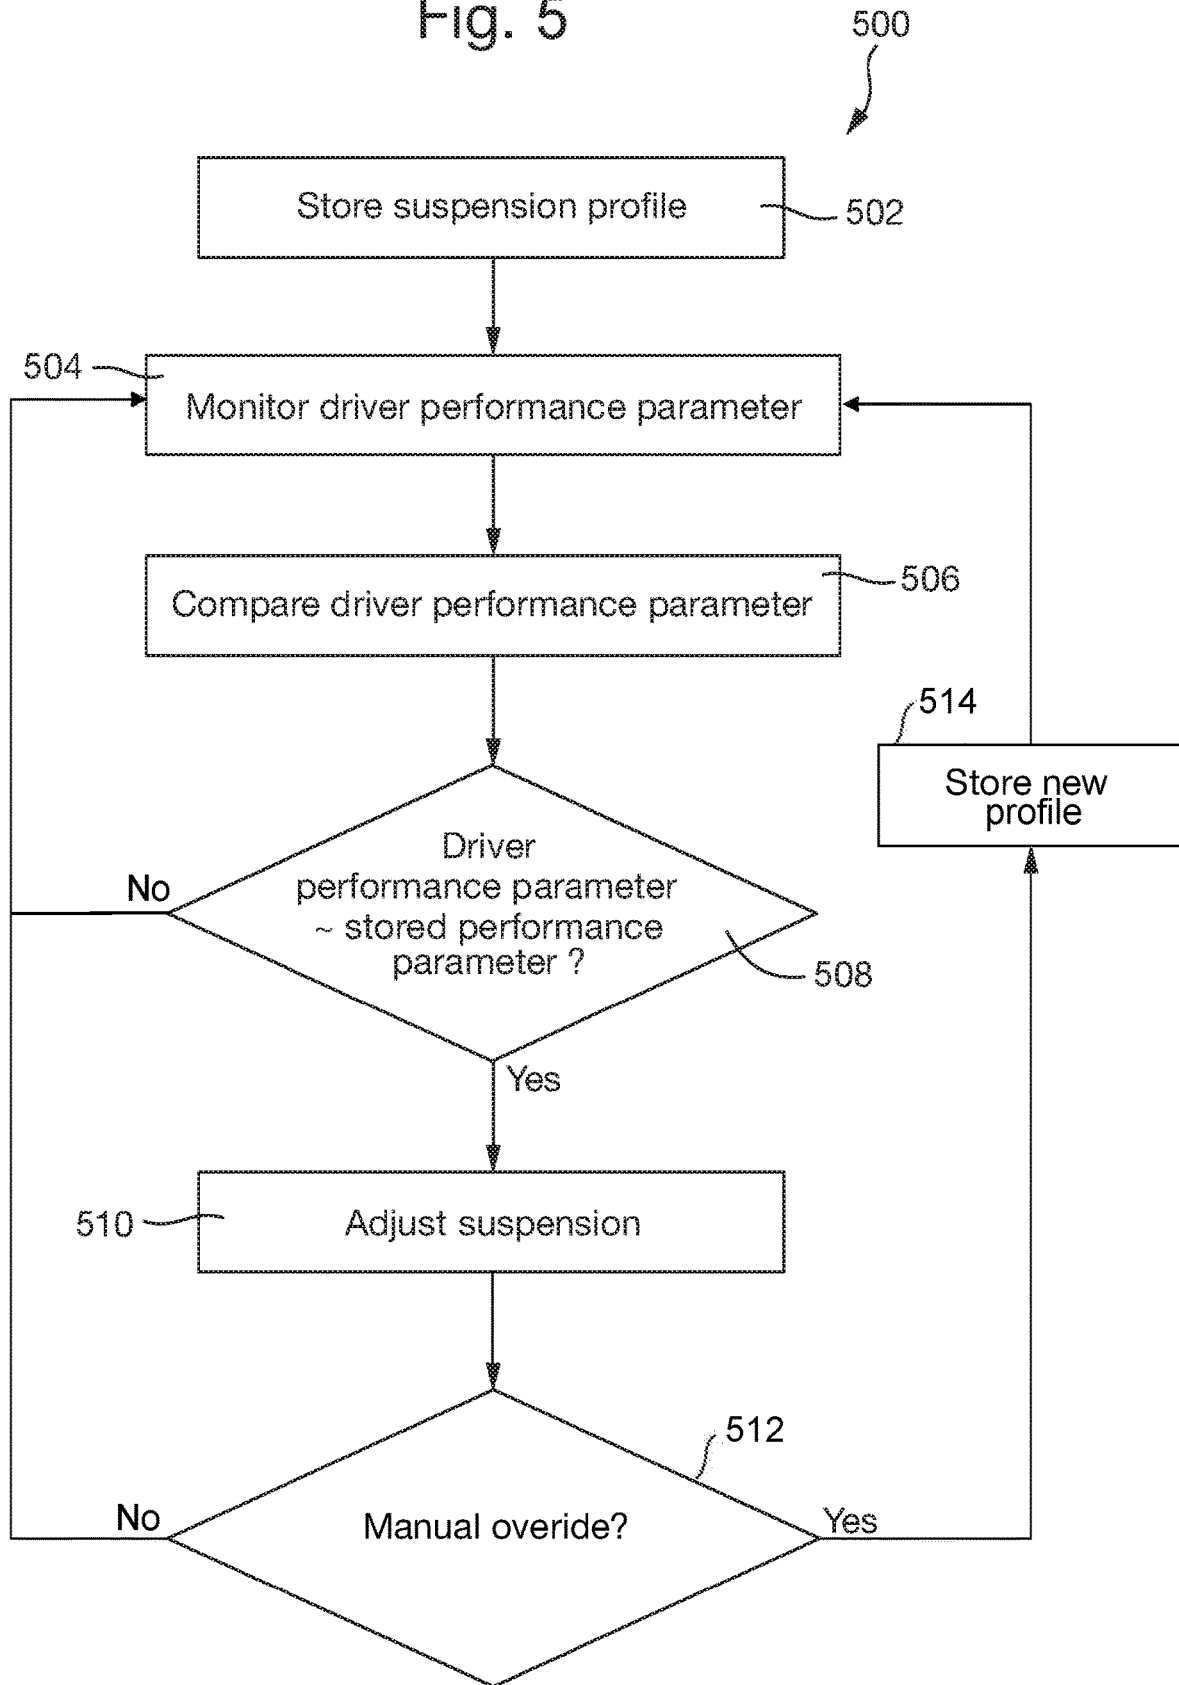 Fig. 5
500
Store suspension profile
502
504
Monitor driver performance parameter
Compare driver performance parameter
506
514
Store new
profile
Driver
performance parameter
~ stored performance
parameter ?
No
508
Yes
510
Adjust suspension
512
No
Manual overide?
Yes